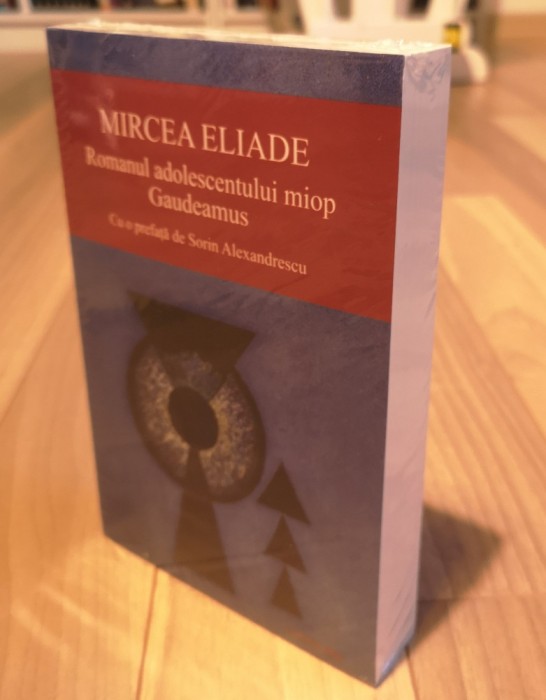 MIRCEA ELIADE
Romanul adolescentului miop
Gaudeamus
Cu o prefață de Sorin Alexandrescu